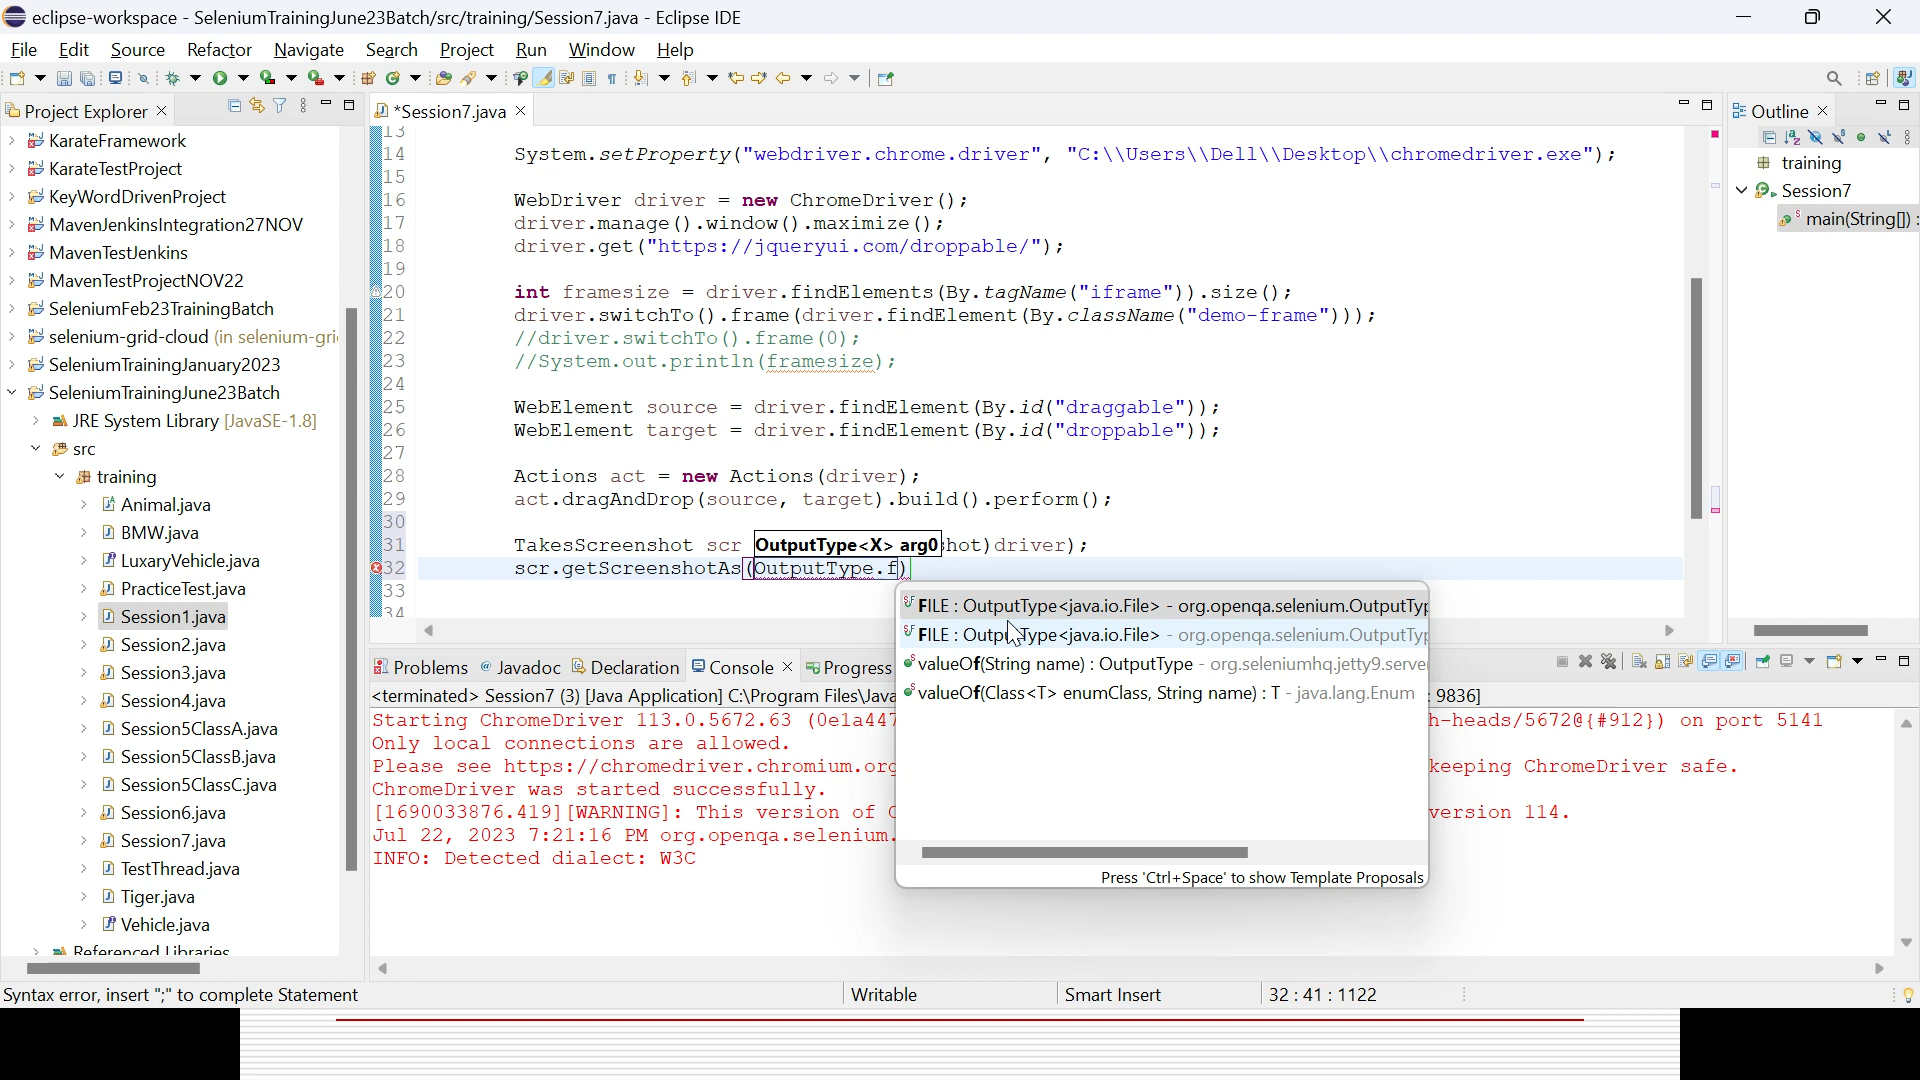 eclipse-workspace - SeleniumTrainingJune23Batch/src/training/Session7.java - Eclipse IDE
File Edit Source Refactor Navigate Search Project Run Window Help
Project Explorer
KarateFramework
KarateTestProject
KeyWordDrivenProject
MavenJenkinsIntegration27NOV
MavenTestJenkins
MavenTestProjectNOV22
SeleniumFeb23TrainingBatch
selenium-grid-cloud (in selenium-gri
SeleniumTrainingJanuary2023
SeleniumTrainingJune23Batch
JRE System Library [JavaSE-1.8]
src
training
Animal.java
BMW.java
LuxaryVehicle.java
PracticeTest.java
Session1.java
Session2.java
Session3.java
Session4.java
Session5ClassA.java
Session5ClassB.java
Session5ClassC.java
Session6.java
Session7.java
TestThread.java
Tiger.java
Vehicle.java
Referenced Libraries
*Session7.java
13
14 System.setProperty("webdriver.chrome.driver", "C:\\Users\\Dell\\Desktop\\chromedriver.exe");
15
16 WebDriver driver = new ChromeDriver();
17 driver.manage().window().maximize();
18 driver.get("https://jqueryui.com/droppable/");
19
20 int framesize = driver.findElements(By.tagName("iframe")).size();
21 driver.switchTo().frame(driver.findElement(By.className("demo-frame")));
22 //driver.switchTo().frame(0);
23 //System.out.println(framesize);
24
25 WebElement source = driver.findElement(By.id("draggable"));
26 WebElement target = driver.findElement(By.id("droppable"));
27
28 Actions act = new Actions(driver);
29 act.dragAndDrop(source, target).build().perform();
30
31 TakesScreenshot scr OutputType<X> arg0 hot)driver);
32 scr.getScreenshotAs(OutputType.f)
33
34
FILE : OutputType<java.io.File> - org.openqa.selenium.OutputTyp
FILE : OutputType<java.io.File> - org.openqa.selenium.OutputTyp
valueOf(String name) : OutputType - org.seleniumhq.jetty9.serve
valueOf(Class<T> enumClass, String name) : T - java.lang.Enum
Press 'Ctrl+Space' to show Template Proposals
Outline
training
Session7
main(String[]) :
Problems Javadoc Declaration Console Progress
<terminated> Session7 (3) [Java Application] C:\Program Files\Java 9836]
Starting ChromeDriver 113.0.5672.63 (0e1a447 h-heads/5672@{#912}) on port 5141
Only local connections are allowed.
Please see https://chromedriver.chromium.org keeping ChromeDriver safe.
ChromeDriver was started successfully.
[1690033876.419][WARNING]: This version of C version 114.
Jul 22, 2023 7:21:16 PM org.openqa.selenium.
INFO: Detected dialect: W3C
Syntax error, insert ";" to complete Statement
Writable
Smart Insert
32 : 41 : 1122